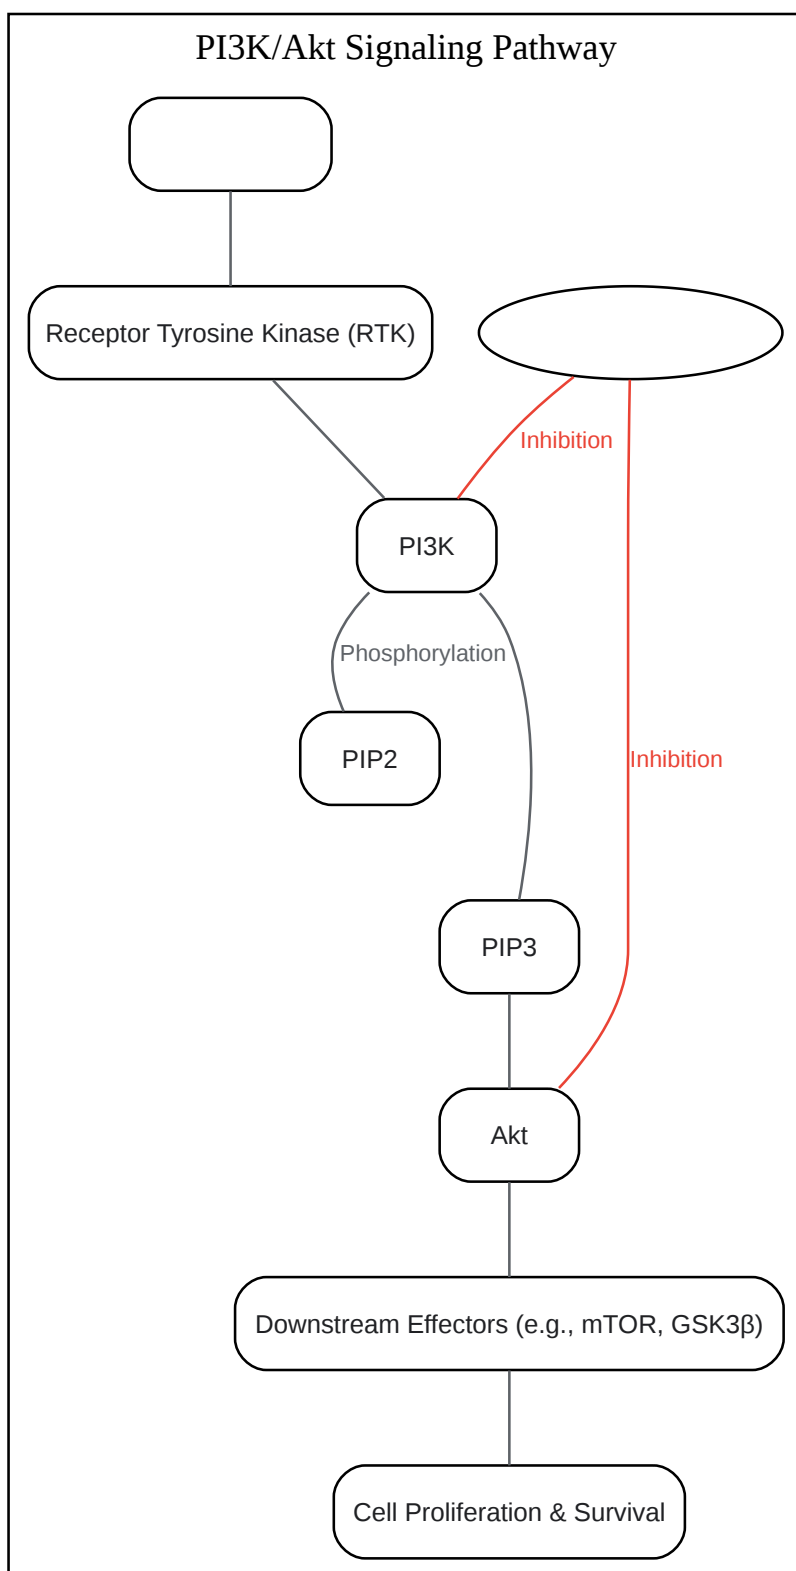 PI3K/Akt Signaling Pathway
Receptor Tyrosine Kinase (RTK)
Inhibition
PI3K
Phosphorylation
PIP2
Inhibition
PIP3
Akt
Downstream Effectors (e.g., mTOR, GSK3β)
Cell Proliferation & Survival